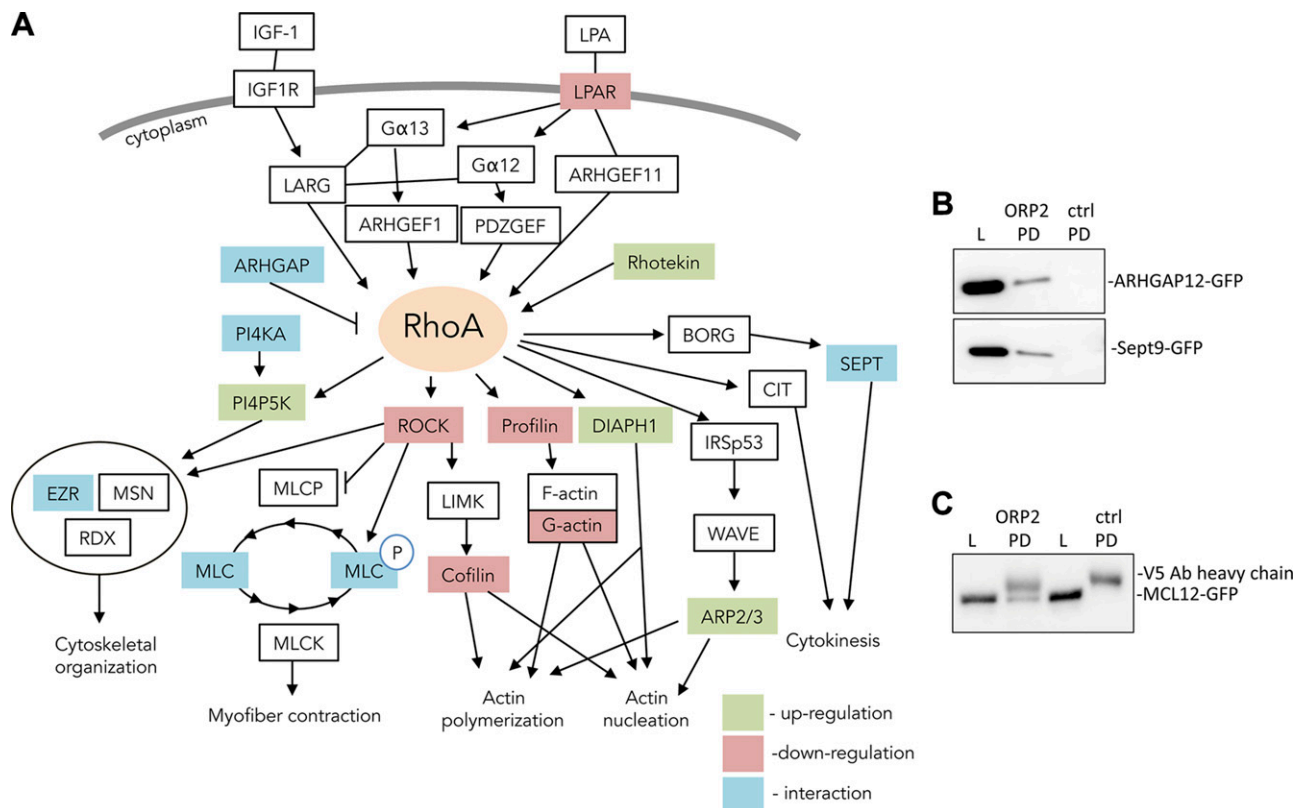 A
IGF-1
LPA
IGF1R
LPAR
cytoplasm
Gα13
Gα12
LARG
ARHGEF11
ARHGEF1
PDZGEF
ARHGAP
Rhotekin
RhoA
PI4KA
BORG
SEPT
CIT
PI4P5K
ROCK
Profilin
DIAPH1
IRSp53
EZR
MSN
RDX
MLCP
LIMK
F-actin
G-actin
WAVE
MLC
MLC
P
Cofilin
ARP2/3
Cytokinesis
MLCK
Cytoskeletal
organization
Myofiber contraction
Actin
polymerization
Actin
nucleation
- up-regulation
-down-regulation
- interaction
B
L
ORP2
PD
ctrl
PD
-ARHGAP12-GFP
-Sept9-GFP
C
L
ORP2
PD
L
ctrl
PD
-V5 Ab heavy chain
-MCL12-GFP